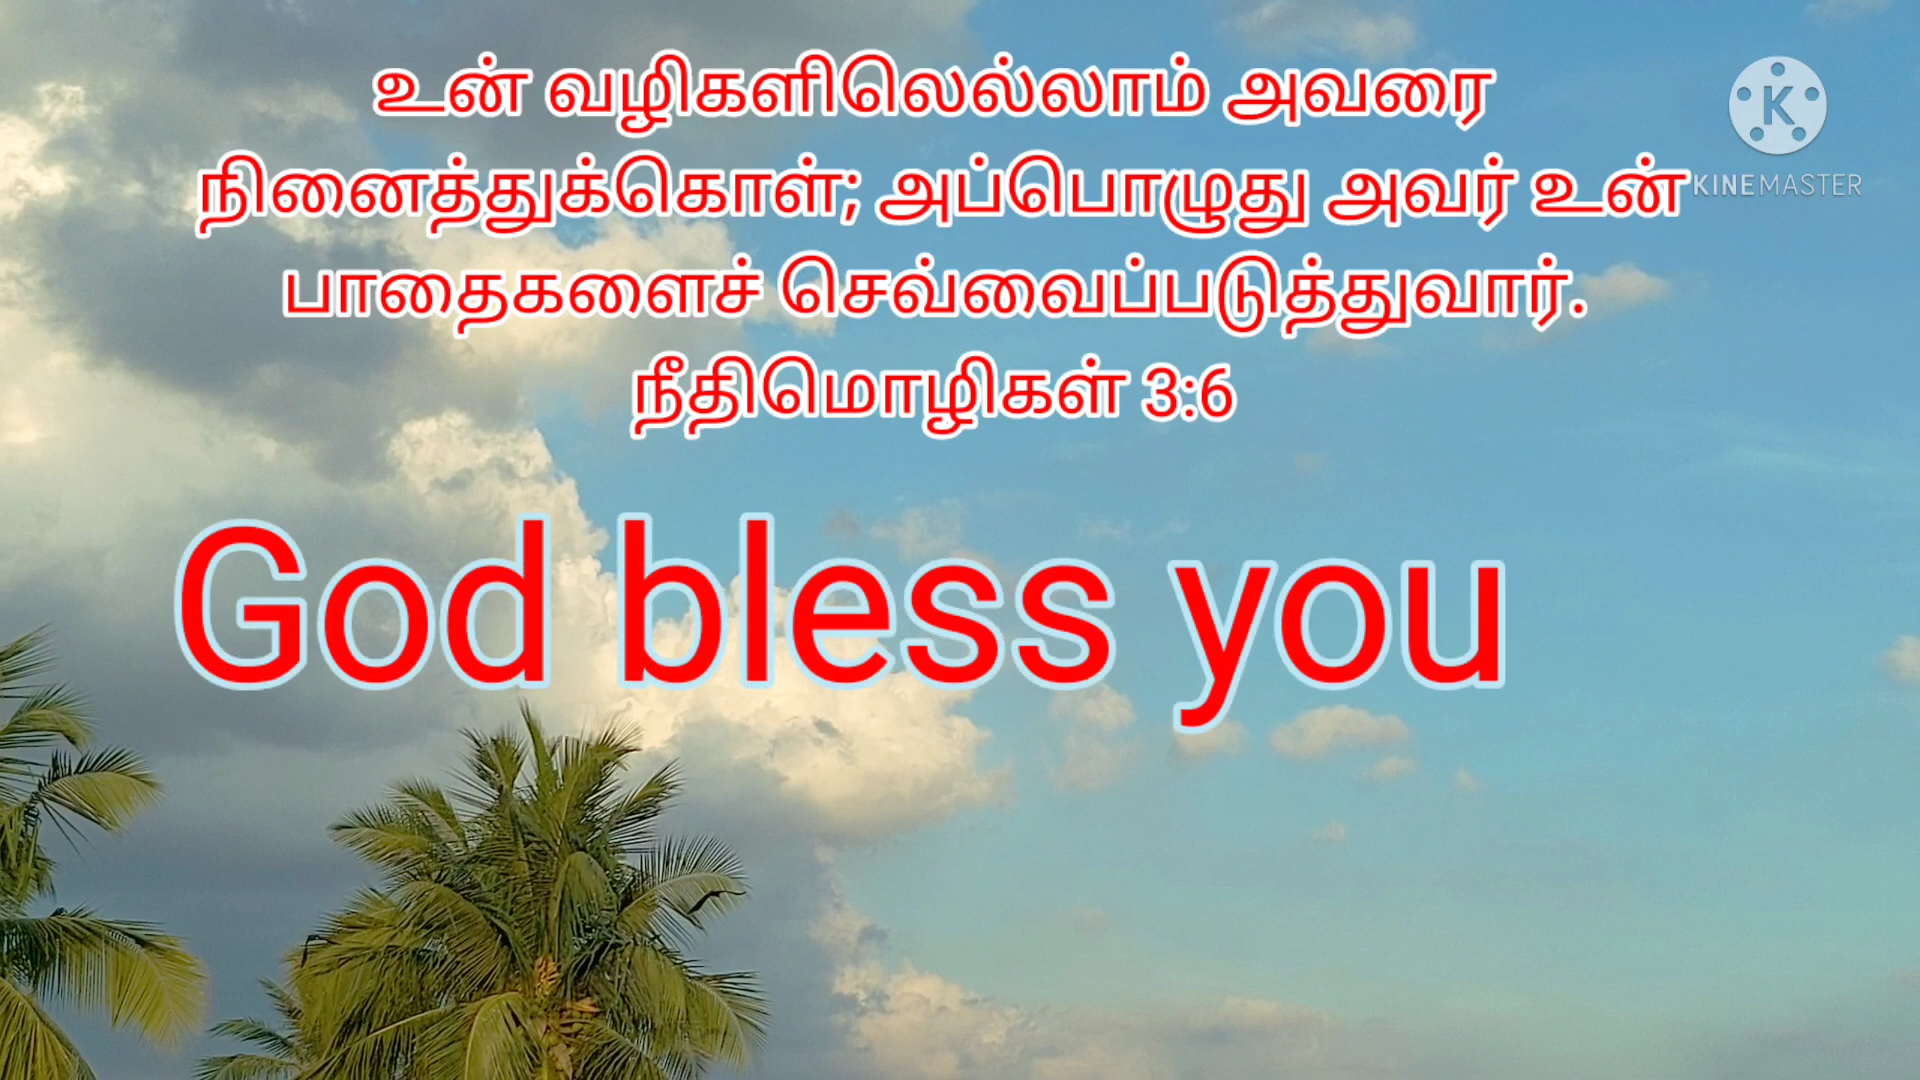 உன் வழிகளிலெல்லாம் அவரை
நினைத்துக்கொள்; அப்பொழுது அவர் உன்
பாதைகளைச் செவ்வைப்படுத்துவார்.
நீதிமொழிகள் 3:6
K
KINEMASTER
God bless you